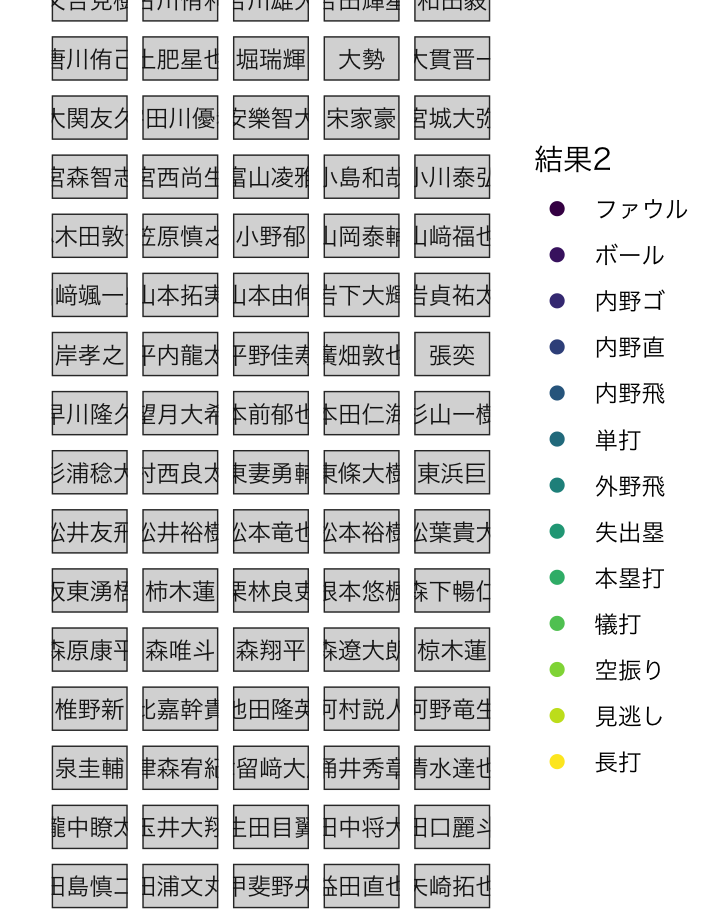 唐川侑己 土肥星也 堀瑞輝 大勢 大貫晋一
大関友久 田川優 安樂智大 宋家豪 宮城大弥
宮森智志 宮西尚生 富山凌雅 小島和哉 小川泰弘
木田敦 笠原慎之 小野郁 山岡泰輔 山﨑福也
﨑颯一 山本拓実 山本由伸 岩下大輝 岩貞祐太
岸孝之 平内龍太 平野佳寿 廣畑敦也 張奕
早川隆久 望月大希 本前郁也 本田仁海 杉山一樹
杉浦稔大 村西良太 東妻勇輔 東條大樹 東浜巨
松井友飛 松井裕樹 松本竜也 松本裕樹 松葉貴大
坂東湧梧 柿木蓮 栗林良吏 根本悠楓 森下暢仁
森原康平 森唯斗 森翔平 森遼大朗 椋木蓮
椎野新 比嘉幹貴 池田隆英 河村説人 河野竜生
泉圭輔 津森宥紀 留﨑大 涌井秀章 清水達也
瀧中瞭太 玉井大翔 生田目翼 田中将大 田口麗斗
田島慎二 田浦文丸 甲斐野央 益田直也 矢崎拓也
結果2
ファウル
ボール
内野ゴ
内野直
内野飛
単打
外野飛
失出塁
本塁打
犠打
空振り
見逃し
長打